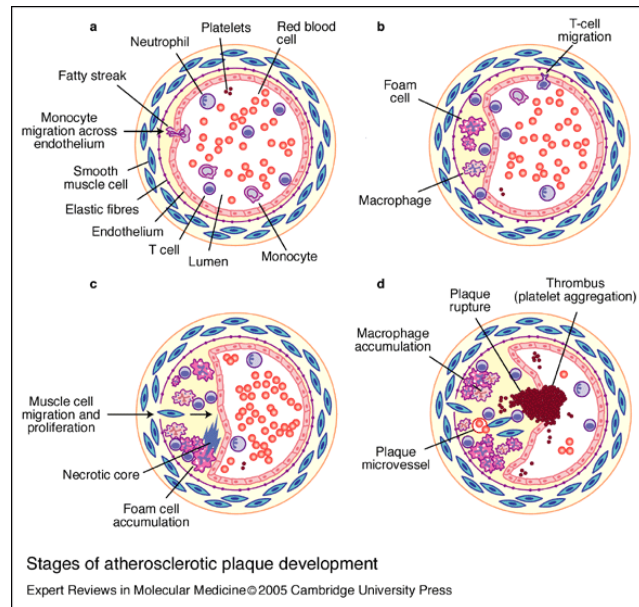 a
Platelets
Red blood
cell
Neutrophil
Fatty streak
Monocyte
migration across
endothelium
Smooth
muscle cell
Elastic fibres
Endothelium
T cell
Lumen
Monocyte
b
T-cell
migration
Foam
cell
Macrophage
c
Muscle cell
migration and
proliferation
Necrotic core
Foam cell
accumulation
d
Plaque
rupture
Thrombus
(platelet aggregation)
Macrophage
accumulation
Plaque
microvessel
Stages of atherosclerotic plaque development
Expert Reviews in Molecular Medicine©2005 Cambridge University Press